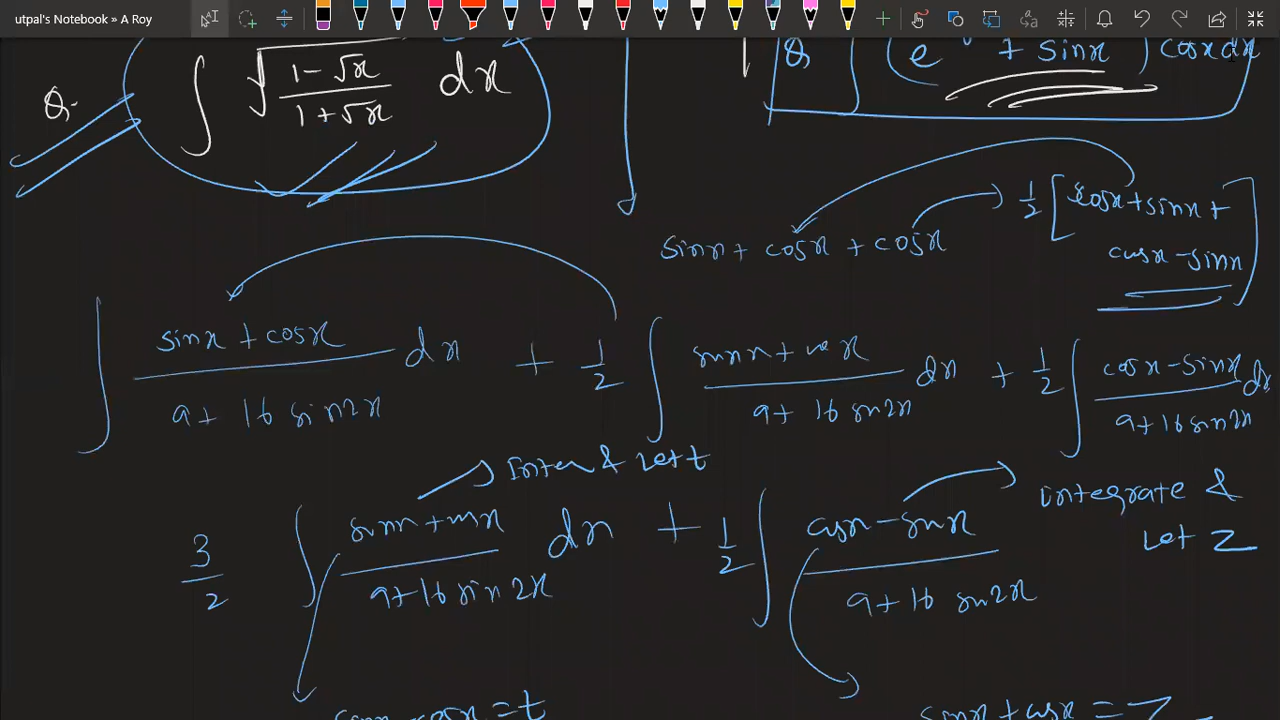 utpal's Notebook » A Roy
Q. ∫ √((1 - √x)/(1 + √x)) dx
Q ( e + sinx ) cosx dx
sinx + cosx + cosx → 1/2 [ cosx + sinx +
cosx - sinx ]
∫ (sinx + cosx)/(9 + 16 sin2x) dx + 1/2 ∫ (sinx + cosx)/(9 + 16 sin2x) dx + 1/2 ∫ (cosx - sinx)/(9 + 16 sin2x) dx
→ & Let t
3/2 ∫ (sinx + cosx)/(9 + 16 sin2x) dx + 1/2 ∫ (cosx - sinx)/(9 + 16 sin2x) → integrate &
Let Z
cosx = t
sinx + cosx = Z